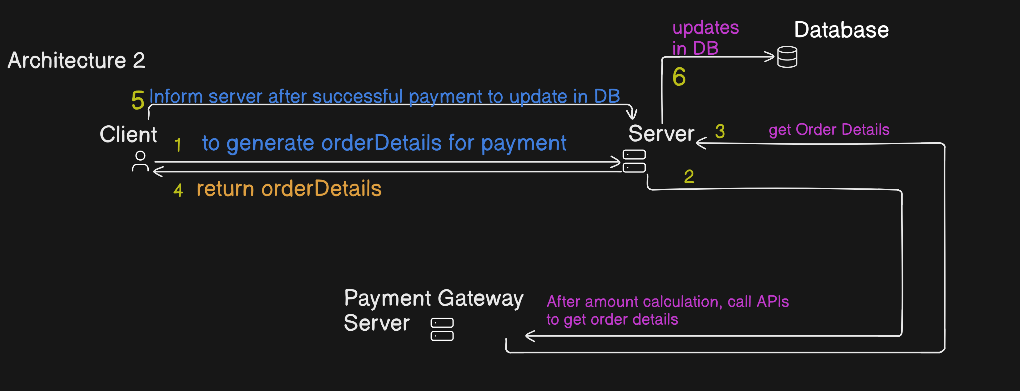 updates
in DB
Database
Architecture 2
5 Inform server after successful payment to update in DB
6
Client
1 to generate orderDetails for payment
Server
3 get Order Details
4 return orderDetails
2
Payment Gateway
Server
After amount calculation, call APIs
to get order details